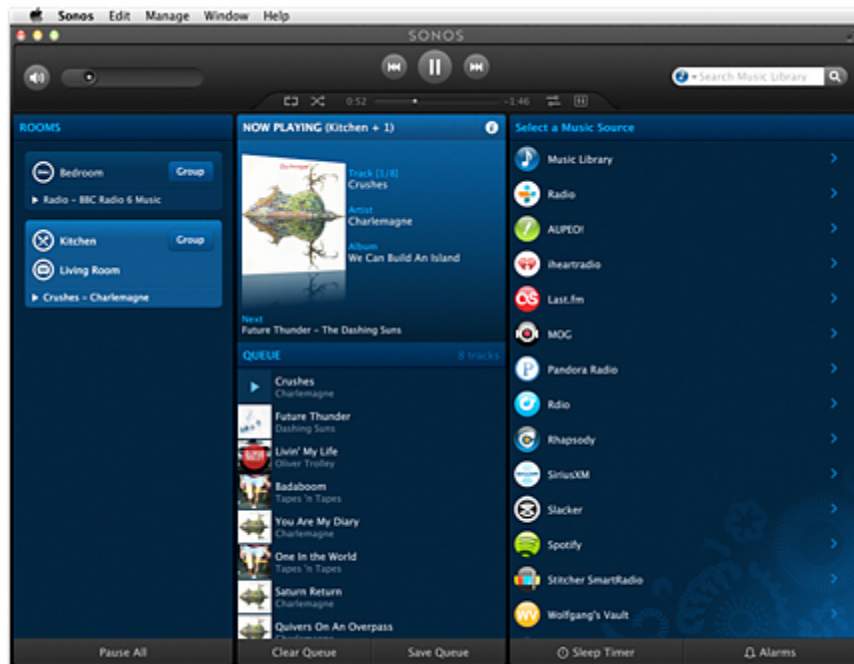 Sonos Edit Manage Window Help
SONOS
Search Music Library
0:52
-1:46
ROOMS
Bedroom
Group
Radio - BBC Radio 6 Music
Kitchen
Group
Living Room
Crushes - Charlemagne
NOW PLAYING (Kitchen + 1)
Track [1/8]
Crushes
Artist
Charlemagne
Album
We Can Build An Island
Next
Future Thunder - The Dashing Suns
QUEUE
8 tracks
Crushes
Charlemagne
Future Thunder
Dashing Suns
Livin' My Life
Oliver Trolley
Badaboom
Tapes 'n Tapes
You Are My Diary
Charlemagne
One In the World
Tapes 'n Tapes
Saturn Return
Charlemagne
Quivers On An Overpass
Charlemagne
Select a Music Source
Music Library
Radio
AUPEO!
iheartradio
Last.fm
MOG
Pandora Radio
Rdio
Rhapsody
SiriusXM
Slacker
Spotify
Stitcher SmartRadio
Wolfgang's Vault
Pause All
Clear Queue
Save Queue
Sleep Timer
Alarms